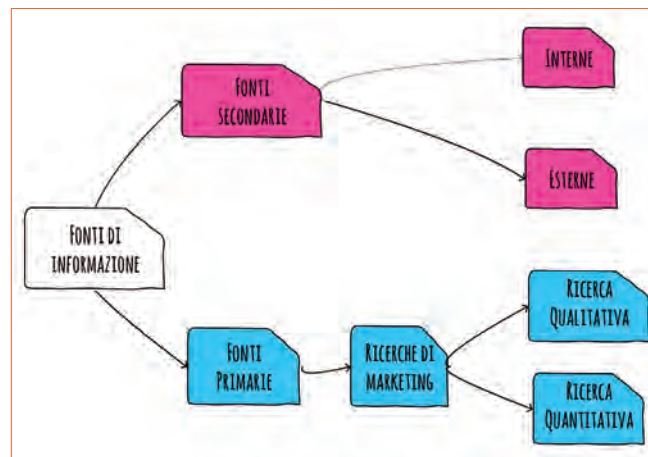 FONTI
SECONDARIE
INTERNE
ESTERNE
FONTI DI
INFORMAZIONE
FONTI
PRIMARIE
RICERCHE DI
MARKETING
RICERCA
QUALITATIVA
RICERCA
QUANTITATIVA